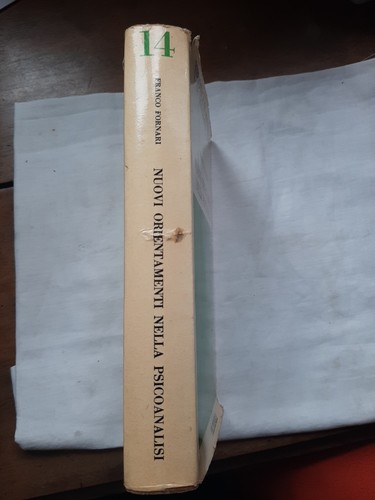 14
FRANCO FORNARI
NUOVI ORIENTAMENTI NELLA PSICOANALISI